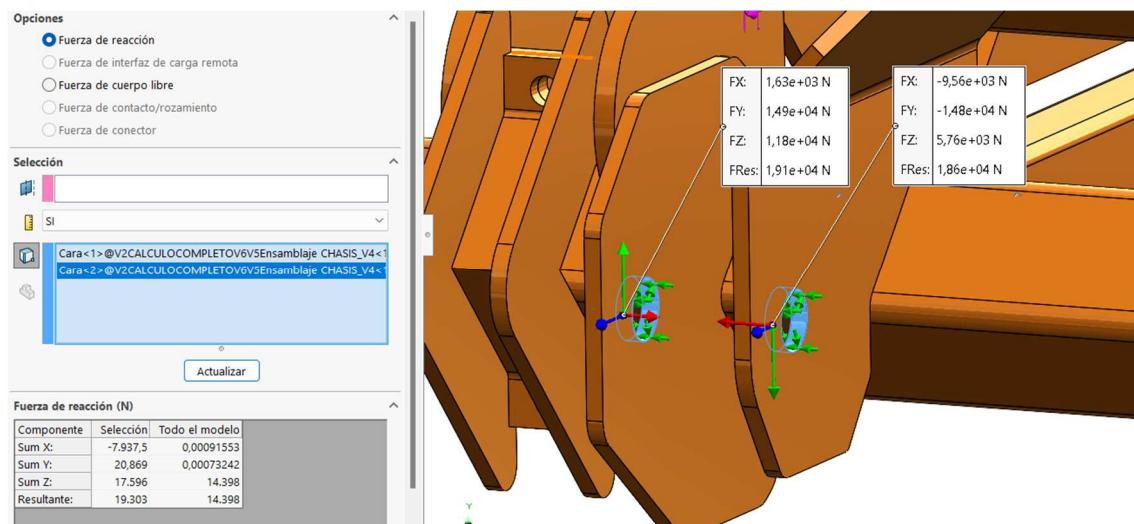 Opciones
Fuerza de reacción
Fuerza de interfaz de carga remota
Fuerza de cuerpo libre
Fuerza de contacto/rozamiento
Fuerza de conector
Selección
SI
Cara<1>@V2CALCULOCOMPLETOV6V5Ensamblaje CHASIS_V4<1
Cara<2>@V2CALCULOCOMPLETOV6V5Ensamblaje CHASIS_V4<1
Actualizar
Fuerza de reacción (N)
Componente Selección Todo el modelo
Sum X: -7.937,5 0,00091553
Sum Y: 20,869 0,00073242
Sum Z: 17.596 14.398
Resultante: 19.303 14.398
FX: 1,63e+03 N
FY: 1,49e+04 N
FZ: 1,18e+04 N
FRes: 1,91e+04 N
FX: -9,56e+03 N
FY: -1,48e+04 N
FZ: 5,76e+03 N
FRes: 1,86e+04 N
Y